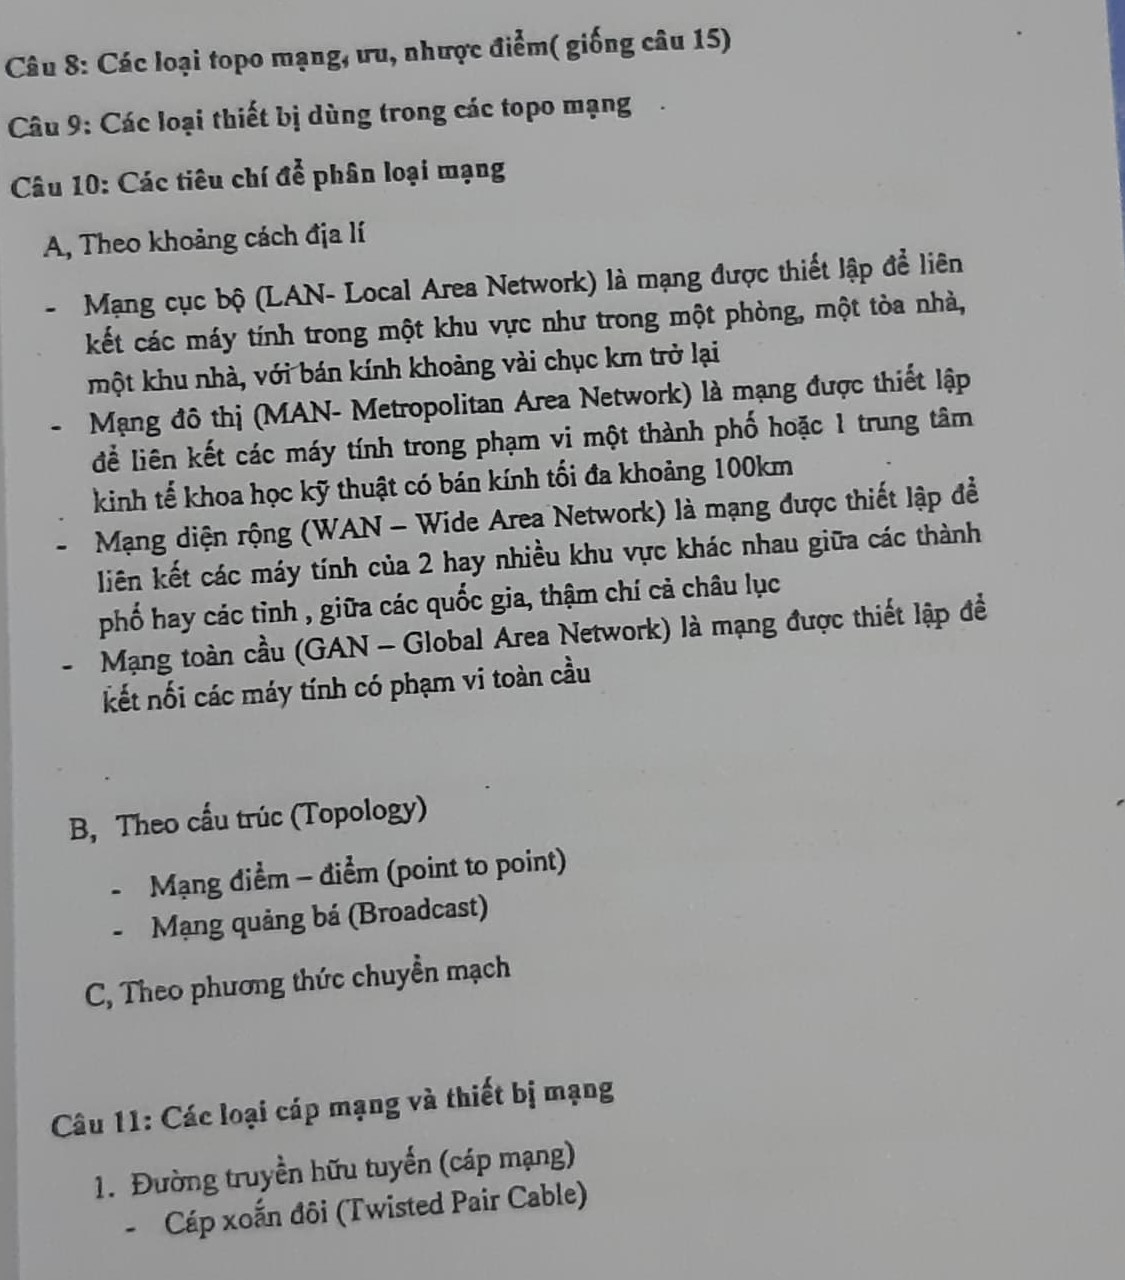 Câu 8: Các loại topo mạng, ưu, nhược điểm( giống câu 15)
Câu 9: Các loại thiết bị dùng trong các topo mạng
Câu 10: Các tiêu chí để phân loại mạng
A, Theo khoảng cách địa lí
- Mạng cục bộ (LAN- Local Area Network) là mạng được thiết lập để liên
kết các máy tính trong một khu vực như trong một phòng, một tòa nhà,
một khu nhà, với bán kính khoảng vài chục km trở lại
- Mạng đô thị (MAN- Metropolitan Area Network) là mạng được thiết lập
để liên kết các máy tính trong phạm vi một thành phố hoặc 1 trung tâm
kinh tế khoa học kỹ thuật có bán kính tối đa khoảng 100km
- Mạng diện rộng (WAN – Wide Area Network) là mạng được thiết lập để
liên kết các máy tính của 2 hay nhiều khu vực khác nhau giữa các thành
phố hay các tỉnh , giữa các quốc gia, thậm chí cả châu lục
- Mạng toàn cầu (GAN – Global Area Network) là mạng được thiết lập để
kết nối các máy tính có phạm vi toàn cầu
B, Theo cấu trúc (Topology)
- Mạng điểm – điểm (point to point)
- Mạng quảng bá (Broadcast)
C, Theo phương thức chuyển mạch
Câu 11: Các loại cáp mạng và thiết bị mạng
1. Đường truyền hữu tuyến (cáp mạng)
- Cáp xoắn đôi (Twisted Pair Cable)